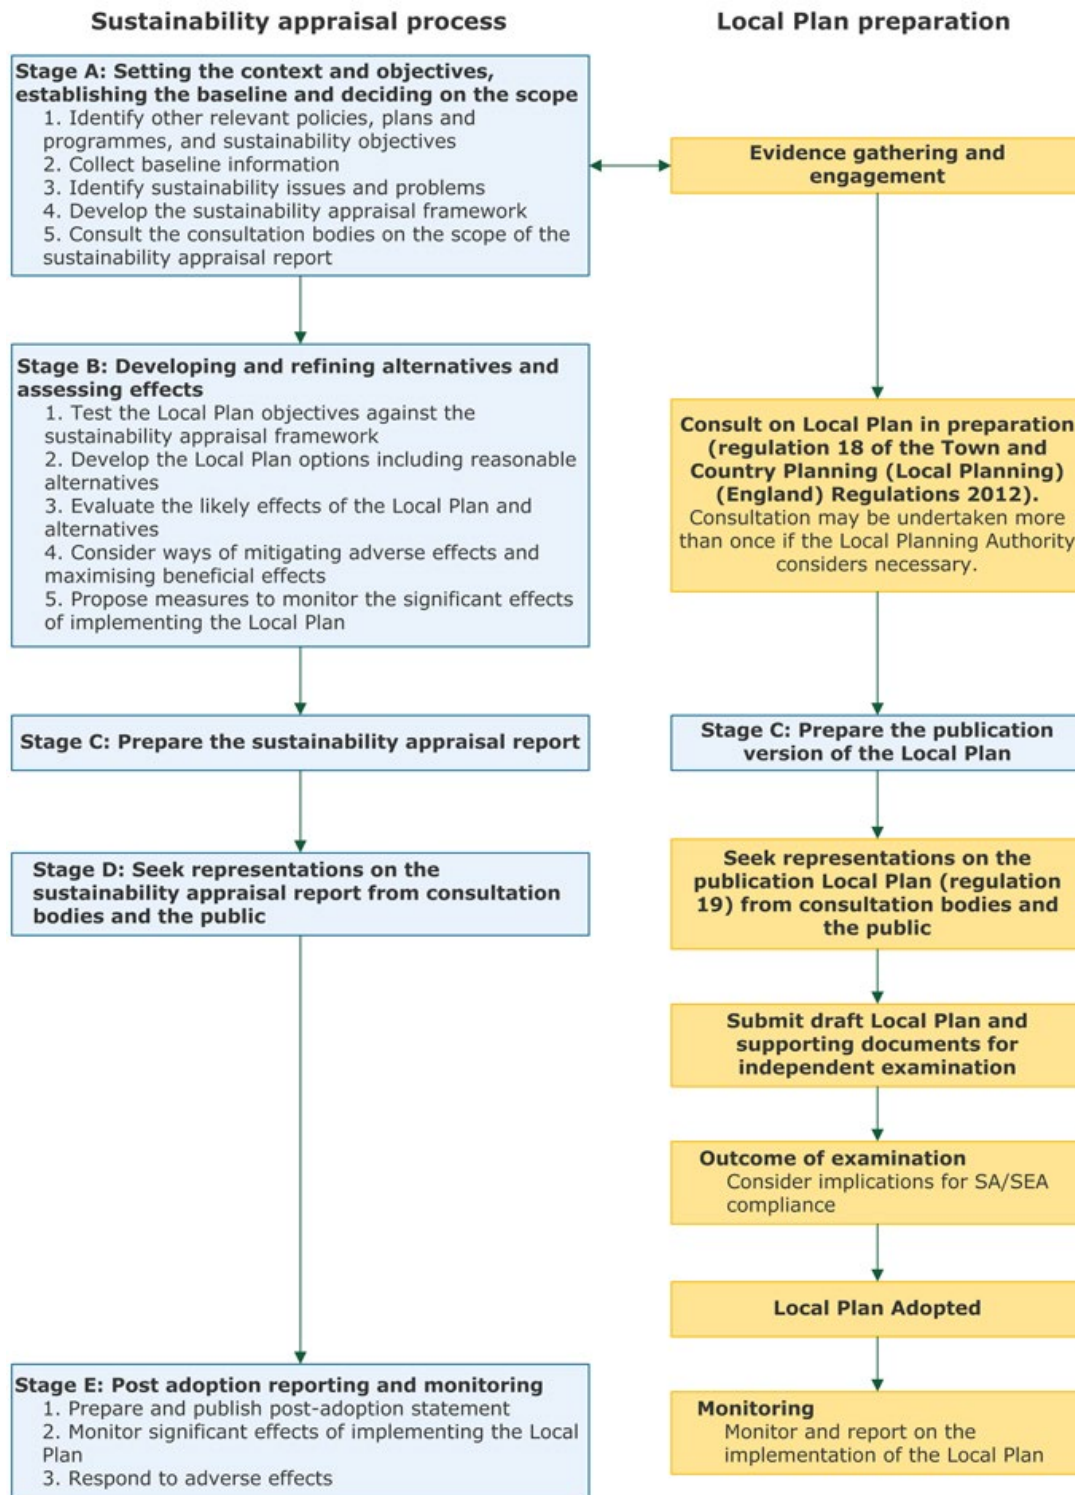 Sustainability appraisal process
Local Plan preparation
Stage A: Setting the context and objectives,
establishing the baseline and deciding on the scope
1. Identify other relevant policies, plans and
programmes, and sustainability objectives
2. Collect baseline information
3. Identify sustainability issues and problems
4. Develop the sustainability appraisal framework
5. Consult the consultation bodies on the scope of the
sustainability appraisal report
Evidence gathering and
engagement
Stage B: Developing and refining alternatives and
assessing effects
1. Test the Local Plan objectives against the
sustainability appraisal framework
2. Develop the Local Plan options including reasonable
alternatives
3. Evaluate the likely effects of the Local Plan and
alternatives
4. Consider ways of mitigating adverse effects and
maximising beneficial effects
5. Propose measures to monitor the significant effects
of implementing the Local Plan
Consult on Local Plan in preparation
(regulation 18 of the Town and
Country Planning (Local Planning)
(England) Regulations 2012).
Consultation may be undertaken more
than once if the Local Planning Authority
considers necessary.
Stage C: Prepare the sustainability appraisal report
Stage C: Prepare the publication
version of the Local Plan
Stage D: Seek representations on the
sustainability appraisal report from consultation
bodies and the public
Seek representations on the
publication Local Plan (regulation
19) from consultation bodies and
the public
Submit draft Local Plan and
supporting documents for
independent examination
Outcome of examination
Consider implications for SA/SEA
compliance
Local Plan Adopted
Stage E: Post adoption reporting and monitoring
1. Prepare and publish post-adoption statement
2. Monitor significant effects of implementing the Local
Plan
3. Respond to adverse effects
Monitoring
Monitor and report on the
implementation of the Local Plan